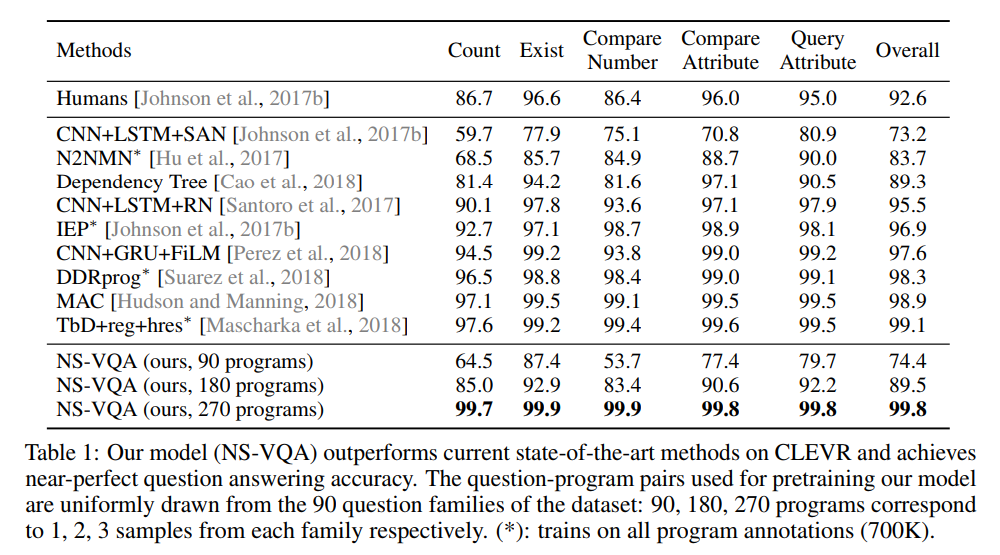 Methods Count Exist Compare Number Compare Attribute Query Attribute Overall
Humans [Johnson et al., 2017b] 86.7 96.6 86.4 96.0 95.0 92.6
CNN+LSTM+SAN [Johnson et al., 2017b] 59.7 77.9 75.1 70.8 80.9 73.2
N2NMN* [Hu et al., 2017] 68.5 85.7 84.9 88.7 90.0 83.7
Dependency Tree [Cao et al., 2018] 81.4 94.2 81.6 97.1 90.5 89.3
CNN+LSTM+RN [Santoro et al., 2017] 90.1 97.8 93.6 97.1 97.9 95.5
IEP* [Johnson et al., 2017b] 92.7 97.1 98.7 98.9 98.1 96.9
CNN+GRU+FiLM [Perez et al., 2018] 94.5 99.2 93.8 99.0 99.2 97.6
DDRprog* [Suarez et al., 2018] 96.5 98.8 98.4 99.0 99.1 98.3
MAC [Hudson and Manning, 2018] 97.1 99.5 99.1 99.5 99.5 98.9
TbD+reg+hres* [Mascharka et al., 2018] 97.6 99.2 99.4 99.6 99.5 99.1
NS-VQA (ours, 90 programs) 64.5 87.4 53.7 77.4 79.7 74.4
NS-VQA (ours, 180 programs) 85.0 92.9 83.4 90.6 92.2 89.5
NS-VQA (ours, 270 programs) 99.7 99.9 99.9 99.8 99.8 99.8
Table 1: Our model (NS-VQA) outperforms current state-of-the-art methods on CLEVR and achieves
near-perfect question answering accuracy. The question-program pairs used for pretraining our model
are uniformly drawn from the 90 question families of the dataset: 90, 180, 270 programs correspond
to 1, 2, 3 samples from each family respectively. (*): trains on all program annotations (700K).